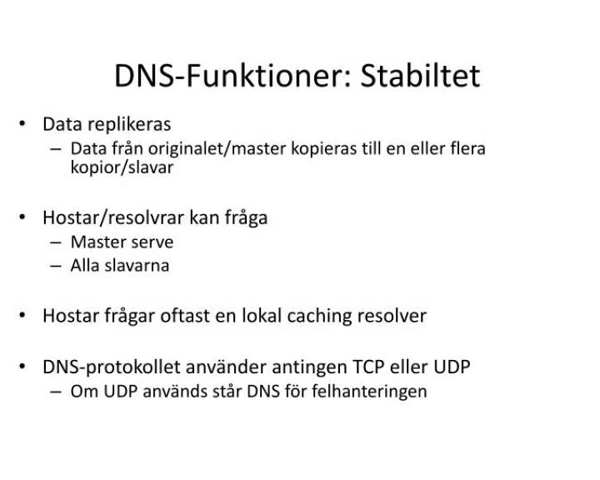 DNS-Funktioner: Stabiltet
• Data replikeras
– Data från originalet/master kopieras till en eller flera
kopior/slavar
• Hostar/resolvrar kan fråga
– Master serve
– Alla slavarna
• Hostar frågar oftast en lokal caching resolver
• DNS-protokollet använder antingen TCP eller UDP
– Om UDP används står DNS för felhanteringen